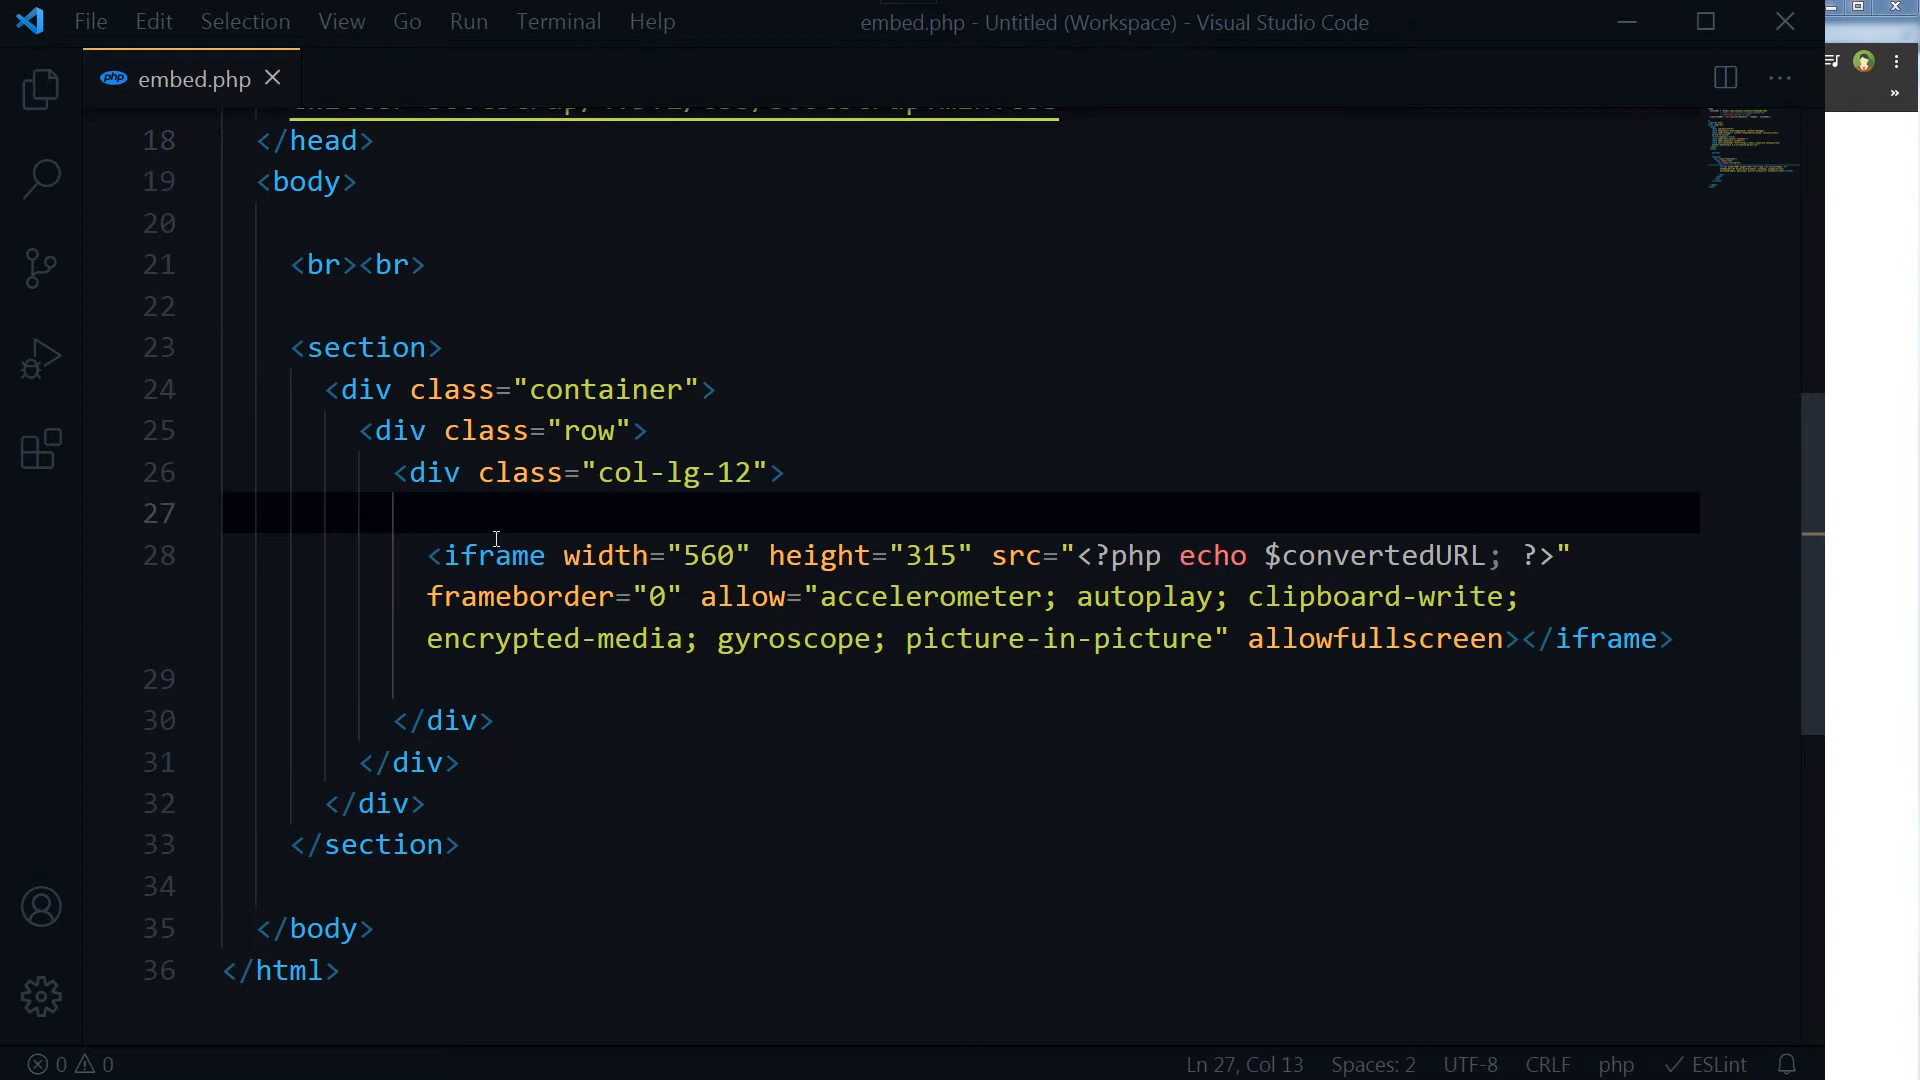 File Edit Selection View Go Run Terminal Help embed.php - Untitled (Workspace) - Visual Studio Code
php embed.php
18 </head>
19 <body>
20
21 <br><br>
22
23 <section>
24 <div class="container">
25 <div class="row">
26 <div class="col-lg-12">
27
28 <iframe width="560" height="315" src="<?php echo $convertedURL; ?>"
frameborder="0" allow="accelerometer; autoplay; clipboard-write;
encrypted-media; gyroscope; picture-in-picture" allowfullscreen></iframe>
29
30 </div>
31 </div>
32 </div>
33 </section>
34
35 </body>
36 </html>
0 0 Ln 27, Col 13 Spaces: 2 UTF-8 CRLF php ESLint